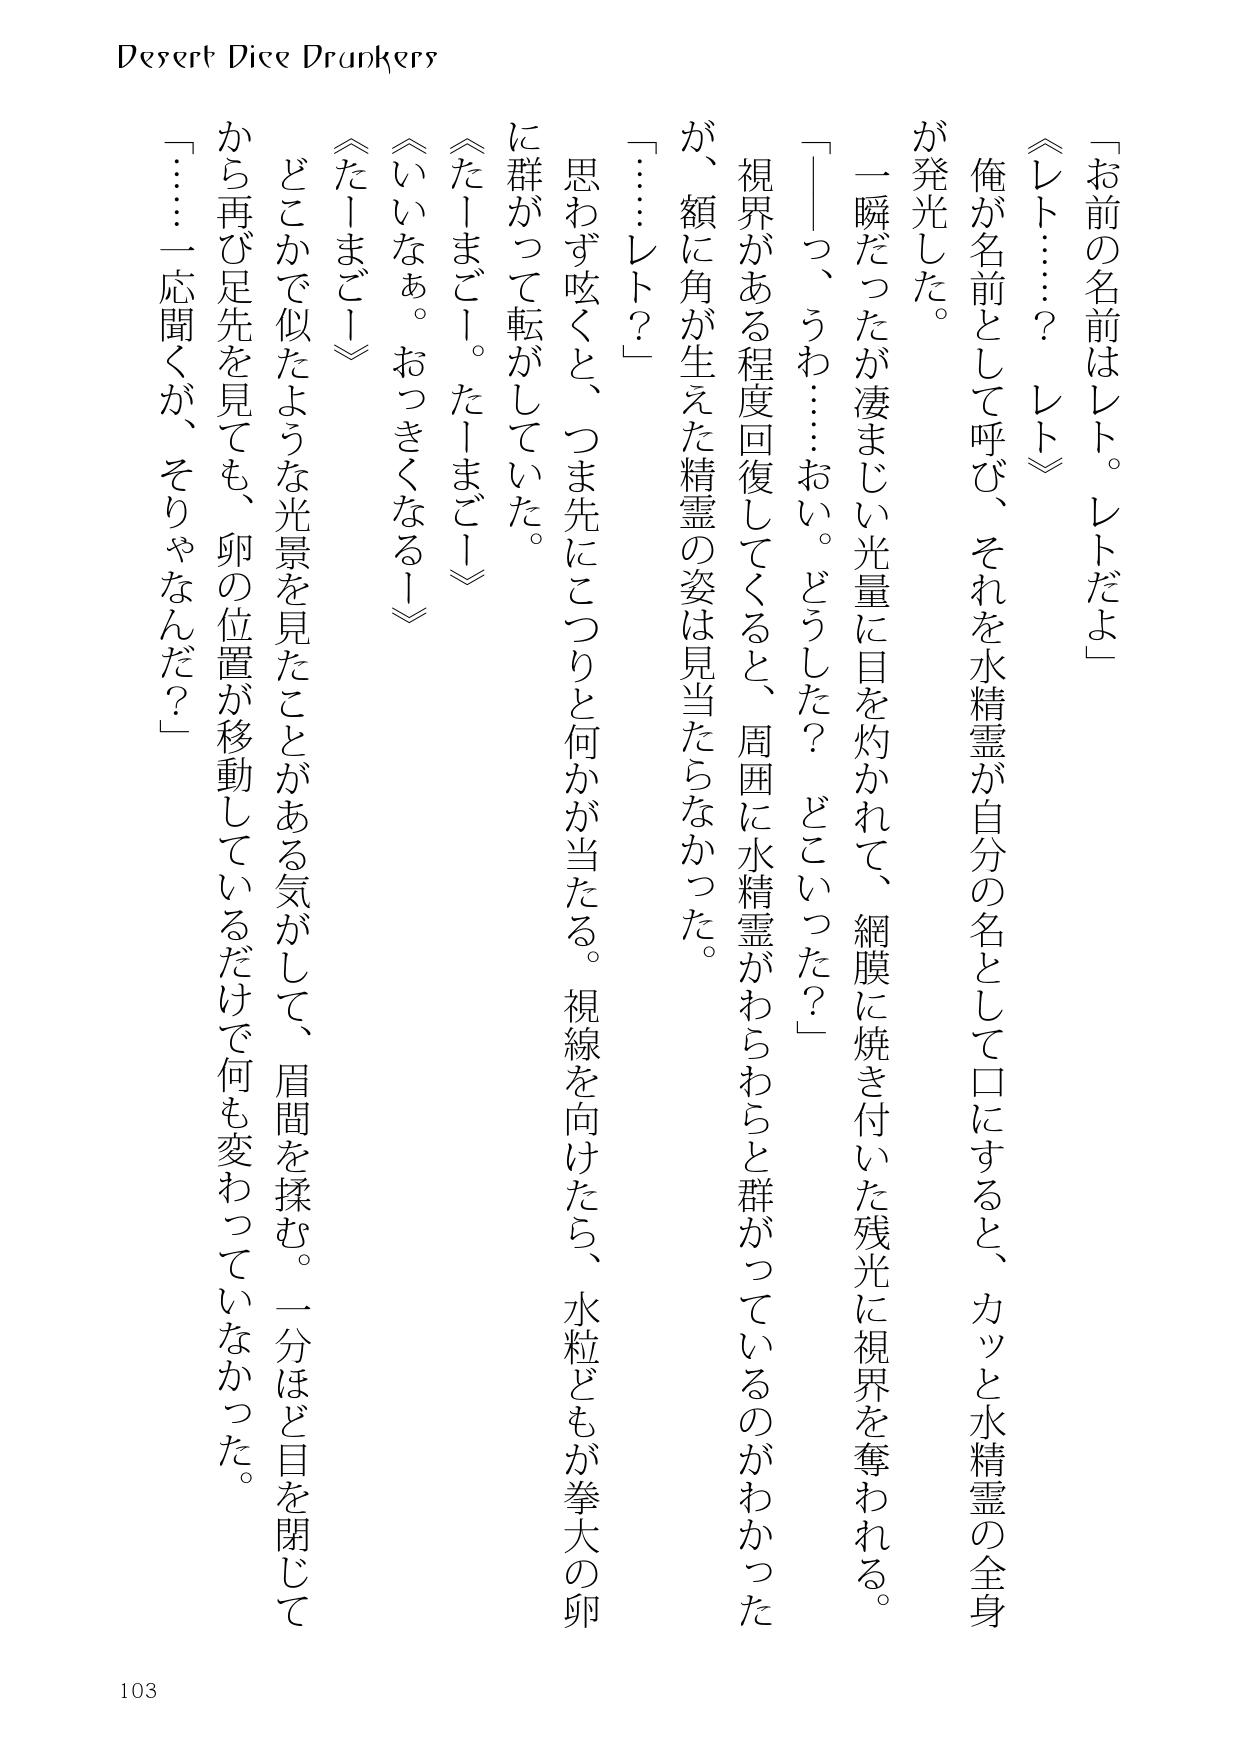 Desert Dice Drunkers
「お前の名前はレト。レトだよ」
《レト……？　レト》
　俺が名前として呼び、それを水精霊が自分の名として口にすると、カッと水精霊の全身
が発光した。
　一瞬だったが凄まじい光量に目を灼かれて、網膜に焼き付いた残光に視界を奪われる。
「――っ、うわ……おい。どうした？　どこいった？」
　視界がある程度回復してくると、周囲に水精霊がわらわらと群がっているのがわかった
が、額に角が生えた精霊の姿は見当たらなかった。
「……レト？」
　思わず呟くと、つま先にこつりと何かが当たる。視線を向けたら、水粒どもが拳大の卵
に群がって転がしていた。
《たーまごー。たーまごー》
《いいなぁ。おっきくなるー》
《たーまごー》
　どこかで似たような光景を見たことがある気がして、眉間を揉む。一分ほど目を閉じて
から再び足先を見ても、卵の位置が移動しているだけで何も変わっていなかった。
「……一応聞くが、そりゃなんだ？」
103